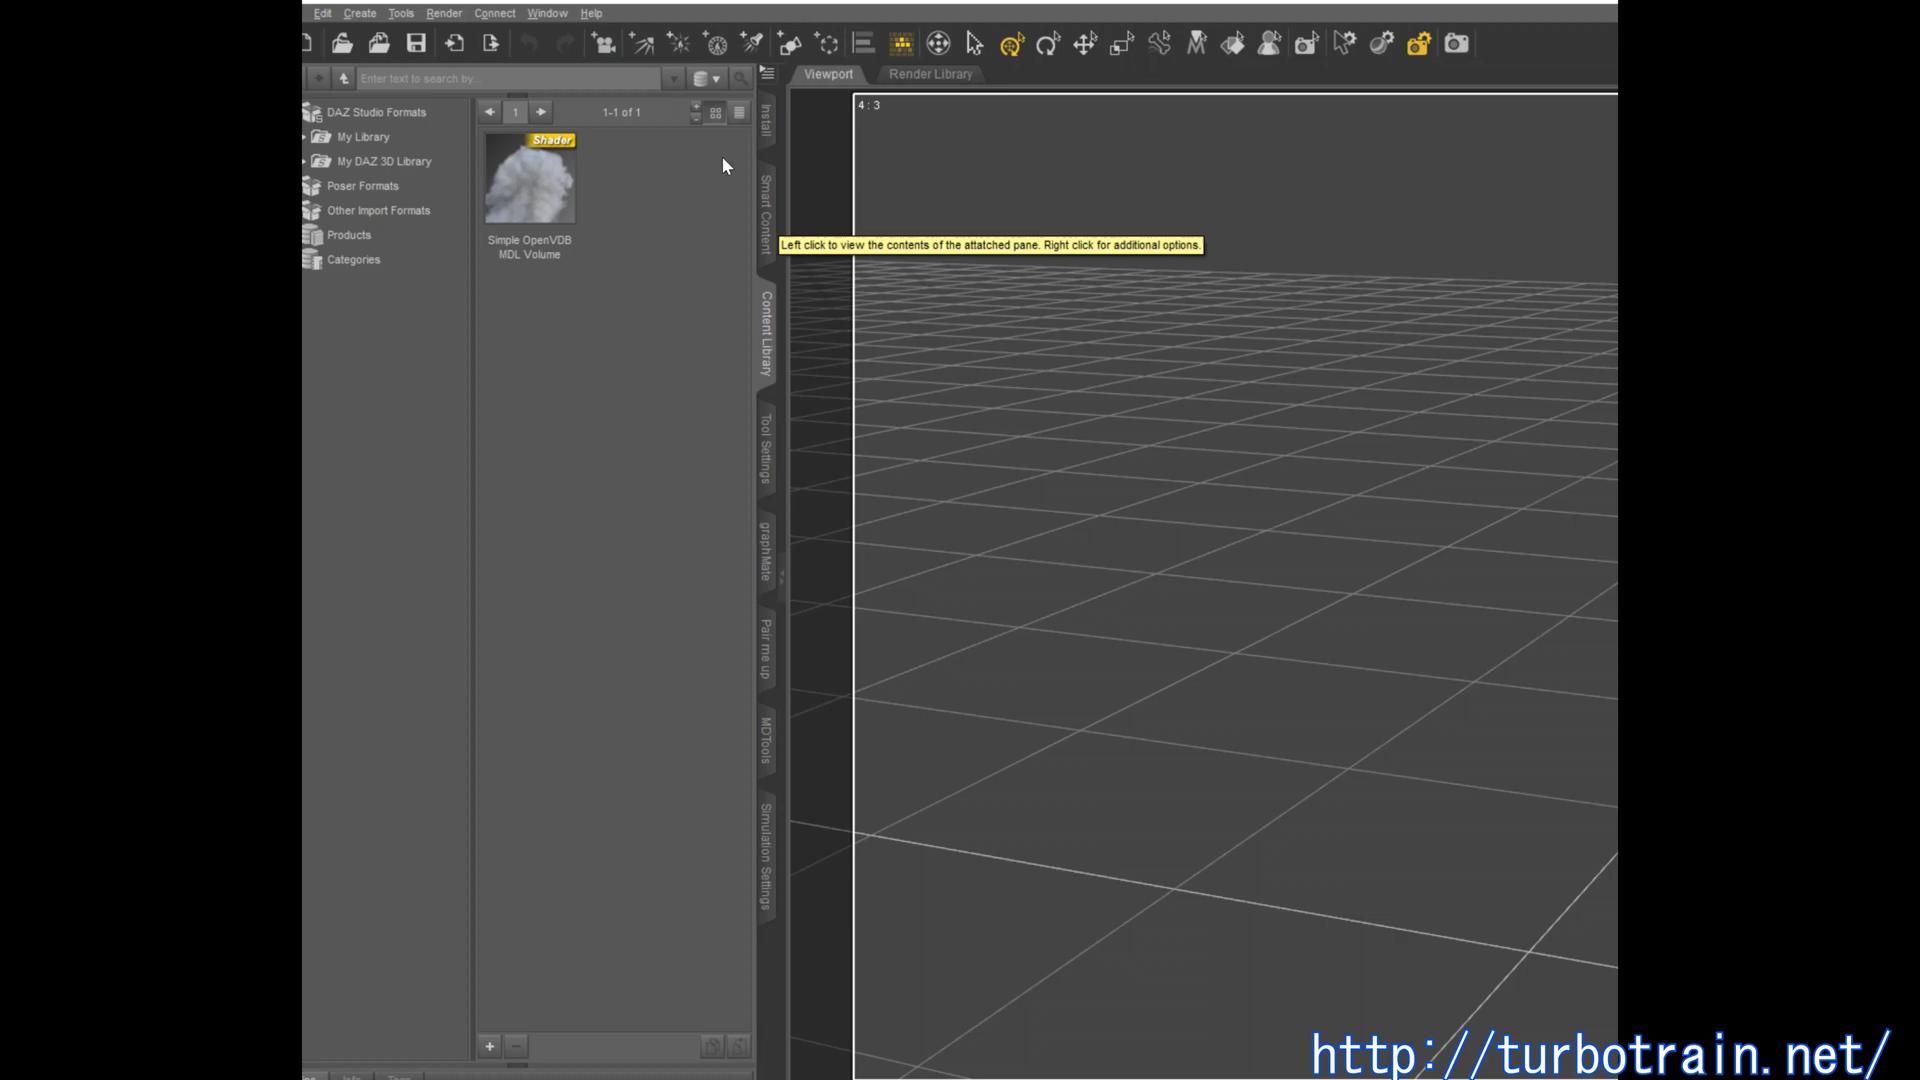 Edit Create Tools Render Connect Window Help
Enter text to search by...
Viewport Render Library
DAZ Studio Formats
My Library
My DAZ 3D Library
Poser Formats
Other Import Formats
Products
Categories
1 1-1 of 1
Shader
Simple OpenVDB
MDL Volume
Install
Smart Content
Content Library
Tool Settings
graphMate
Pair me up
MDTools
Simulation Settings
4 : 3
Left click to view the contents of the attatched pane. Right click for additional options.
http://turbotrain.net/